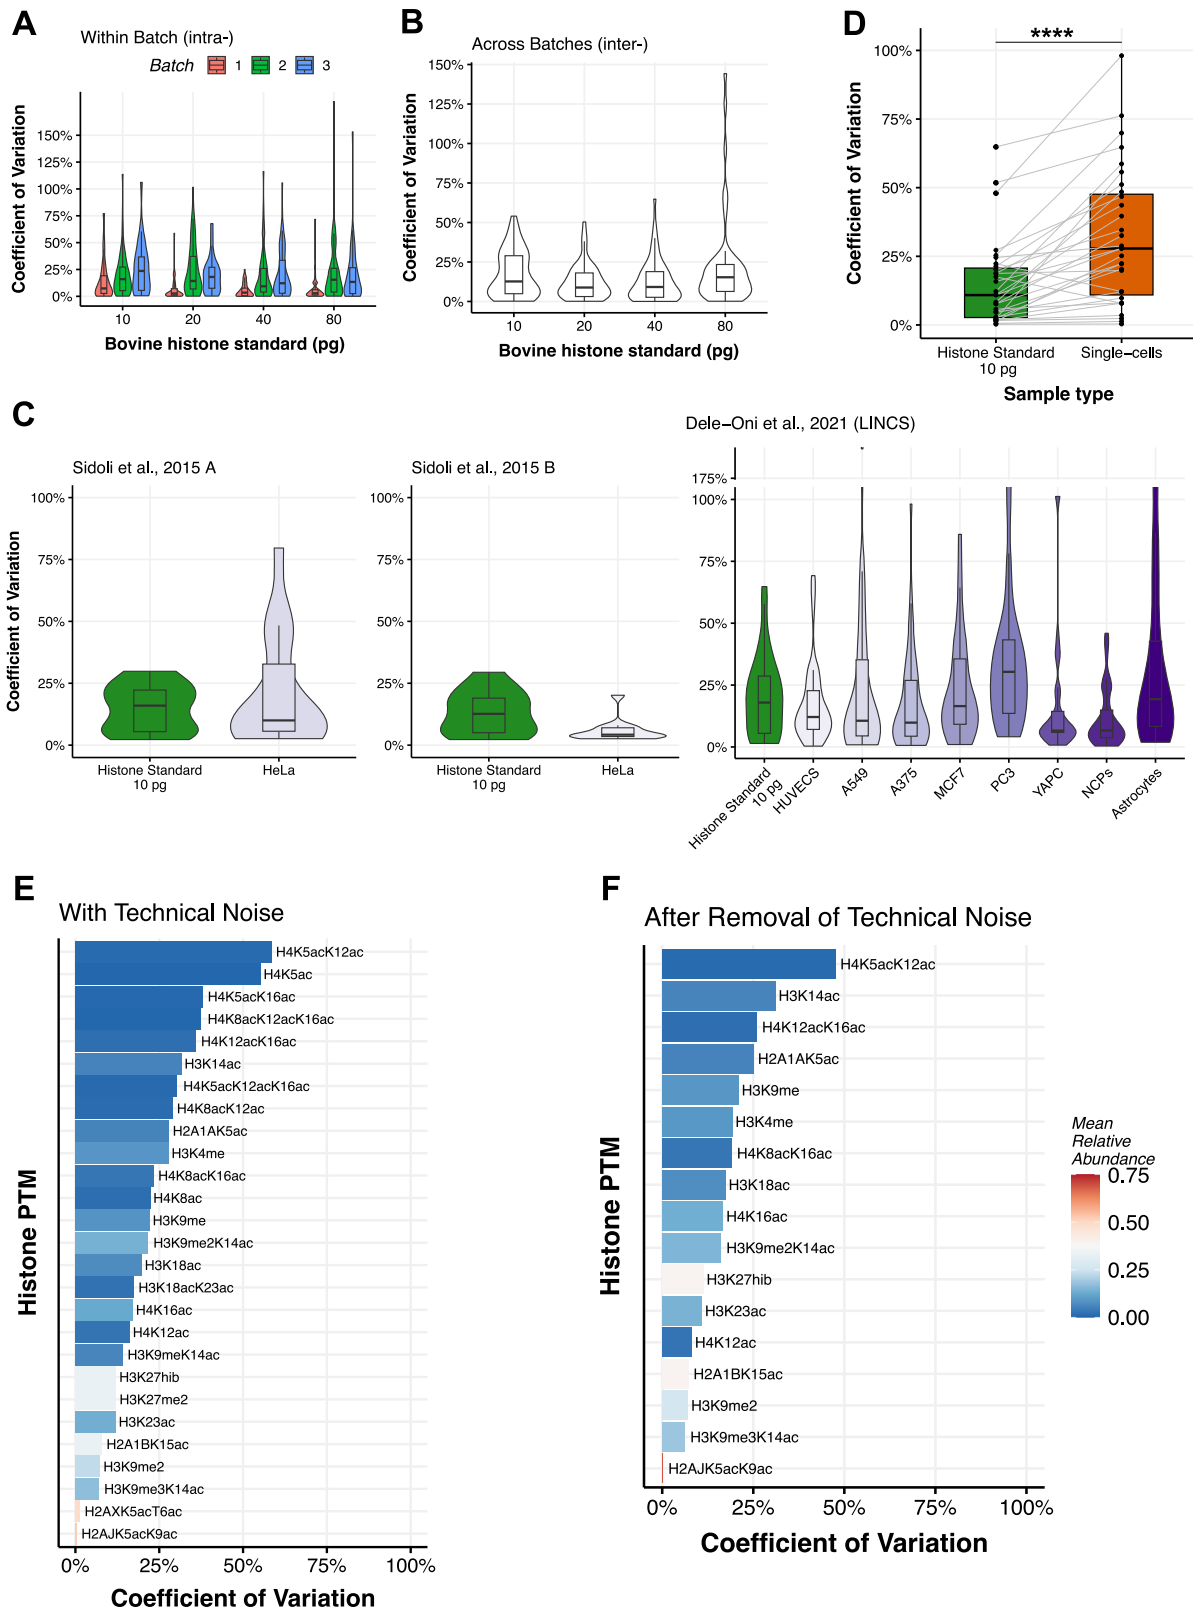 A
Within Batch (intra-)
Batch 1 2 3
Coefficient of Variation
150%
125%
100%
75%
50%
25%
0%
10 20 40 80
Bovine histone standard (pg)
B
Across Batches (inter-)
Coefficient of Variation
150%
125%
100%
75%
50%
25%
0%
10 20 40 80
Bovine histone standard (pg)
D
****
Coefficient of Variation
100%
75%
50%
25%
0%
Histone Standard
10 pg
Single-cells
Sample type
C
Sidoli et al., 2015 A
Coefficient of Variation
100%
75%
50%
25%
0%
Histone Standard
10 pg
HeLa
Sidoli et al., 2015 B
100%
75%
50%
25%
0%
Histone Standard
10 pg
HeLa
Dele-Oni et al., 2021 (LINCS)
175%
100%
75%
50%
25%
0%
Histone Standard
10 pg
HUVECS
A549
A375
MCF7
PC3
YAPC
NCPs
Astrocytes
E
With Technical Noise
Histone PTM
H4K5acK12ac
H4K5ac
H4K5acK16ac
H4K8acK12acK16ac
H4K12acK16ac
H3K14ac
H4K5acK12acK16ac
H4K8acK12ac
H2A1AK5ac
H3K4me
H4K8acK16ac
H4K8ac
H3K9me
H3K9me2K14ac
H3K18ac
H3K18acK23ac
H4K16ac
H4K12ac
H3K9meK14ac
H3K27hib
H3K27me2
H3K23ac
H2A1BK15ac
H3K9me2
H3K9me3K14ac
H2AXK5acT6ac
H2AJK5acK9ac
0% 25% 50% 75% 100%
Coefficient of Variation
F
After Removal of Technical Noise
Histone PTM
H4K5acK12ac
H3K14ac
H4K12acK16ac
H2A1AK5ac
H3K9me
H3K4me
H4K8acK16ac
H3K18ac
H4K16ac
H3K9me2K14ac
H3K27hib
H3K23ac
H4K12ac
H2A1BK15ac
H3K9me2
H3K9me3K14ac
H2AJK5acK9ac
0% 25% 50% 75% 100%
Coefficient of Variation
Mean
Relative
Abundance
0.75
0.50
0.25
0.00